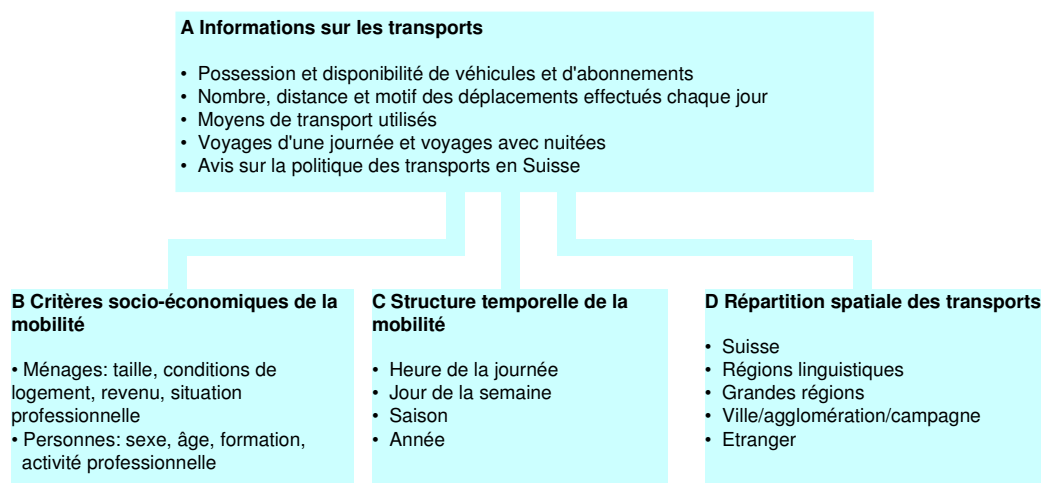 A Informations sur les transports
• Possession et disponibilité de véhicules et d'abonnements
• Nombre, distance et motif des déplacements effectués chaque jour
• Moyens de transport utilisés
• Voyages d'une journée et voyages avec nuitées
• Avis sur la politique des transports en Suisse
B Critères socio-économiques de la
mobilité
• Ménages: taille, conditions de
logement, revenu, situation
professionnelle
• Personnes: sexe, âge, formation,
activité professionnelle
C Structure temporelle de la
mobilité
• Heure de la journée
• Jour de la semaine
• Saison
• Année
D Répartition spatiale des transports
• Suisse
• Régions linguistiques
• Grandes régions
• Ville/agglomération/campagne
• Etranger